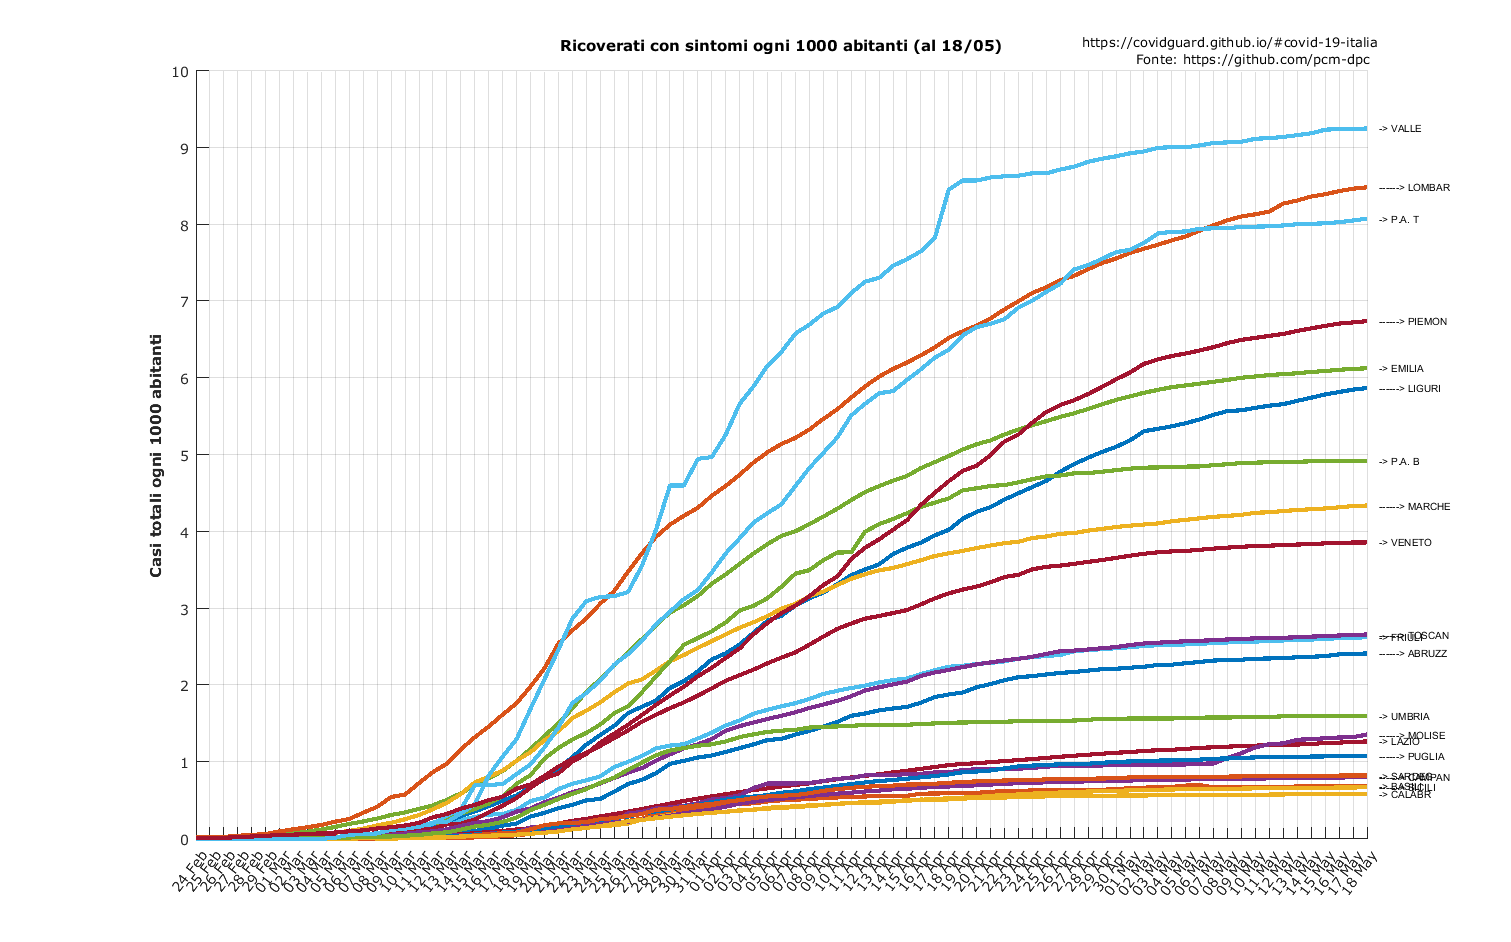 Ricoverati con sintomi ogni 1000 abitanti (al 18/05)
https://covidguard.github.io/#covid-19-italia
Fonte: https://github.com/pcm-dpc
Casi totali ogni 1000 abitanti
10
9
8
7
6
5
4
3
2
1
0
-> VALLE
------> LOMBAR
-> P.A. T
------> PIEMON
-> EMILIA
------> LIGURI
-> P.A. B
------> MARCHE
-> VENETO
------> TOSCAN
-> FRIULI
------> ABRUZZ
-> UMBRIA
------> MOLISE
-> LAZIO
------> PUGLIA
-> SARDEG
------> CAMPAN
-> BASILI
-> CALABR
24 Feb
25 Feb
26 Feb
27 Feb
28 Feb
29 Feb
01 Mar
02 Mar
03 Mar
04 Mar
05 Mar
06 Mar
07 Mar
08 Mar
09 Mar
10 Mar
11 Mar
12 Mar
13 Mar
14 Mar
15 Mar
16 Mar
17 Mar
18 Mar
19 Mar
20 Mar
21 Mar
22 Mar
23 Mar
24 Mar
25 Mar
26 Mar
27 Mar
28 Mar
29 Mar
30 Mar
31 Mar
01 Apr
02 Apr
03 Apr
04 Apr
05 Apr
06 Apr
07 Apr
08 Apr
09 Apr
10 Apr
11 Apr
12 Apr
13 Apr
14 Apr
15 Apr
16 Apr
17 Apr
18 Apr
19 Apr
20 Apr
21 Apr
22 Apr
23 Apr
24 Apr
25 Apr
26 Apr
27 Apr
28 Apr
29 Apr
30 Apr
01 May
02 May
03 May
04 May
05 May
06 May
07 May
08 May
09 May
10 May
11 May
12 May
13 May
14 May
15 May
16 May
17 May
18 May